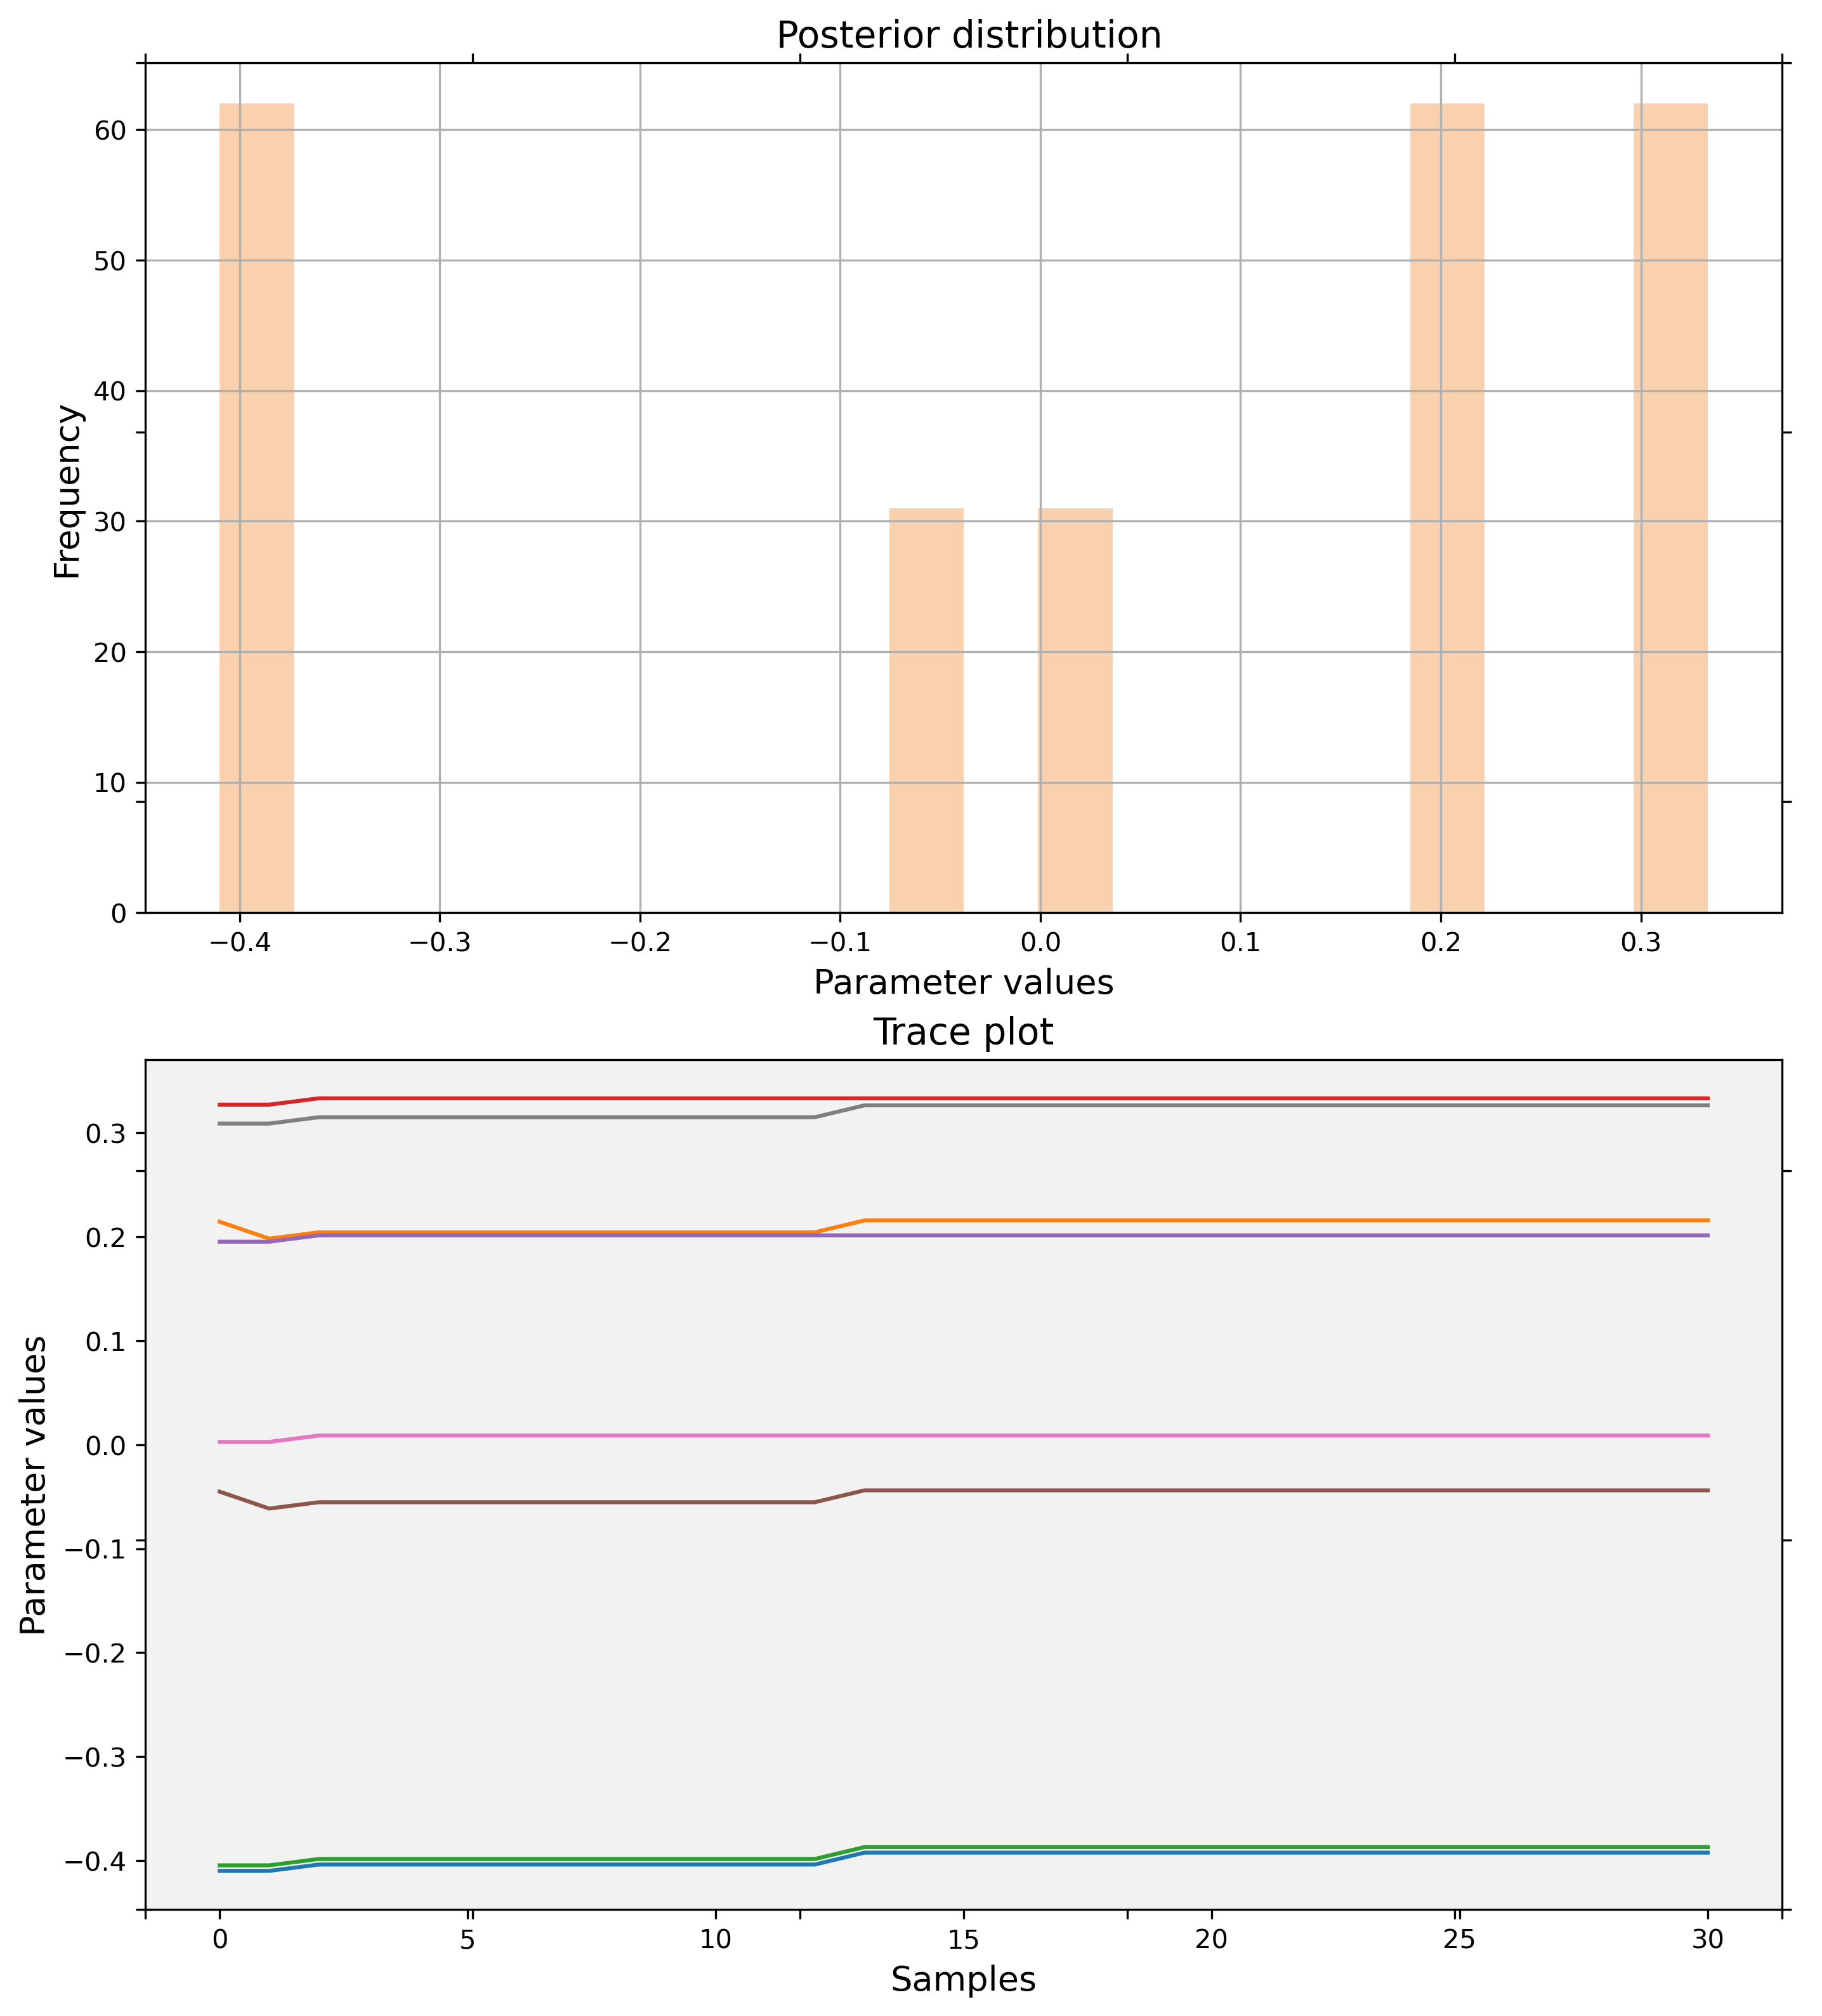 Posterior distribution
60
50
40
30
20
10
0
Frequency
−0.4 −0.3 −0.2 −0.1 0.0 0.1 0.2 0.3
Parameter values
Trace plot
0.3
0.2
0.1
0.0
−0.1
−0.2
−0.3
−0.4
Parameter values
0 5 10 15 20 25 30
Samples